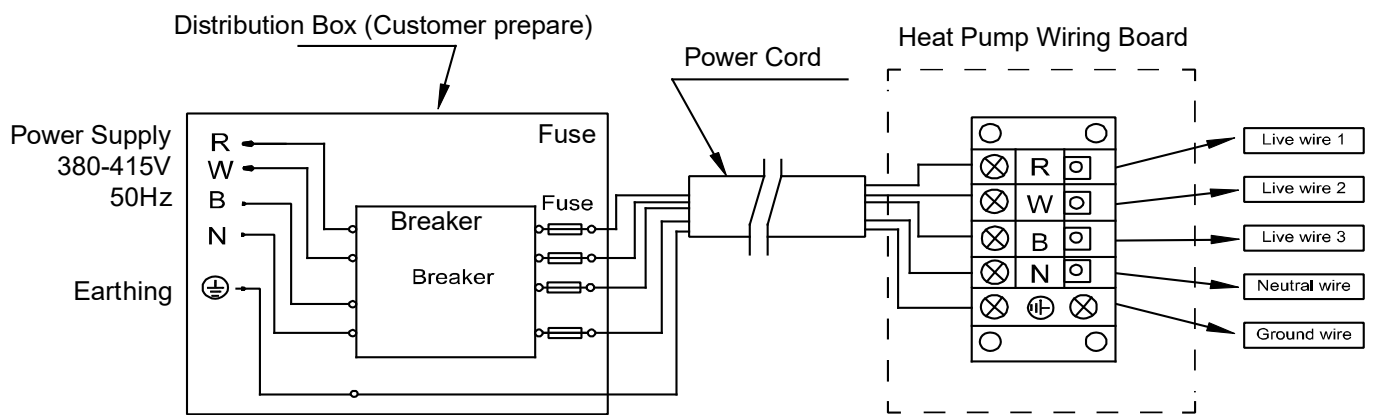 Distribution Box (Customer prepare)
Power Cord
Heat Pump Wiring Board
Power Supply
380-415V
50Hz
Earthing
R
W
B
N
Fuse
Fuse
Breaker
Breaker
R
W
B
N
Live wire 1
Live wire 2
Live wire 3
Neutral wire
Ground wire